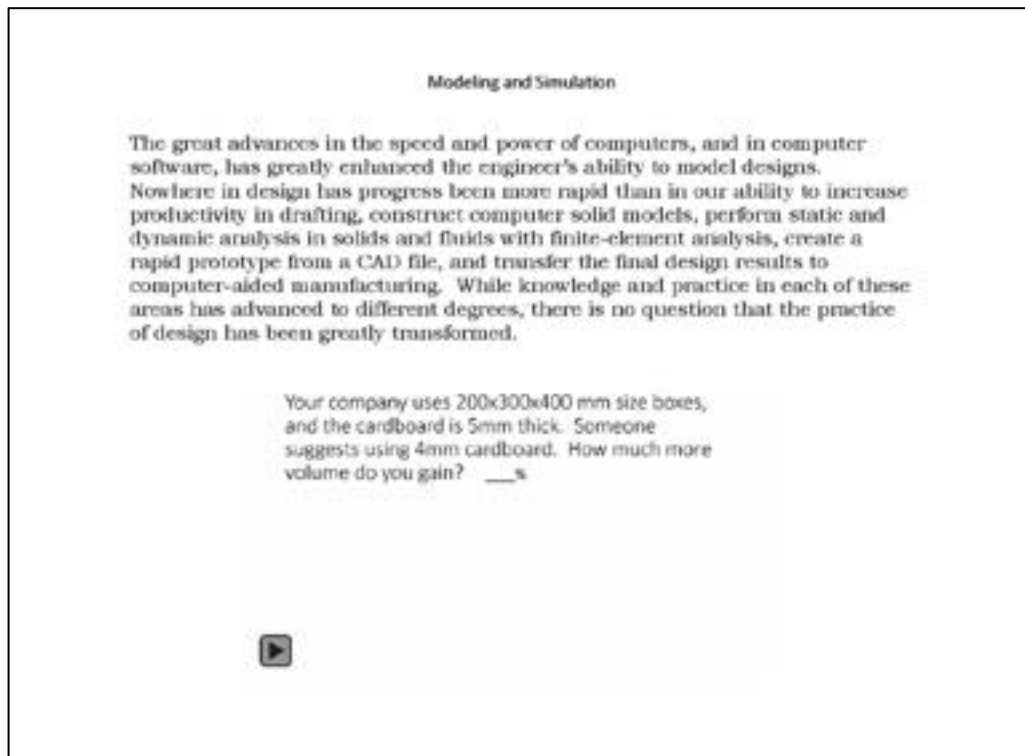 Modeling and Simulation
The great advances in the speed and power of computers, and in computer
software, has greatly enhanced the engineer's ability to model designs.
Nowhere in design has progress been more rapid than in our ability to increase
productivity in drafting, construct computer solid models, perform static and
dynamic analysis in solids and fluids with finite-element analysis, create a
rapid prototype from a CAD file, and transfer the final design results to
computer-aided manufacturing. While knowledge and practice in each of these
areas has advanced to different degrees, there is no question that the practice
of design has been greatly transformed.
Your company uses 200x300x400 mm size boxes,
and the cardboard is 5mm thick. Someone
suggests using 4mm cardboard. How much more
volume do you gain? ___%